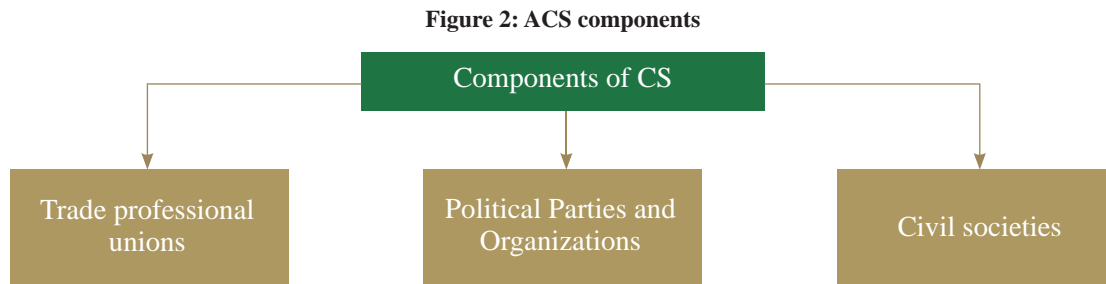 Figure 2: ACS components
Components of CS
Trade professional
unions
Political Parties and
Organizations
Civil societies